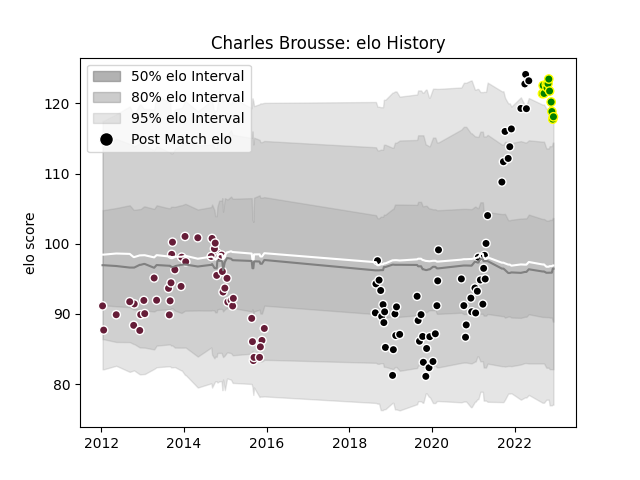 Charles Brousse: elo History
50% elo Interval
80% elo Interval
95% elo Interval
Post Match elo
elo score
120
110
100
90
80
2012
2014
2016
2018
2020
2022